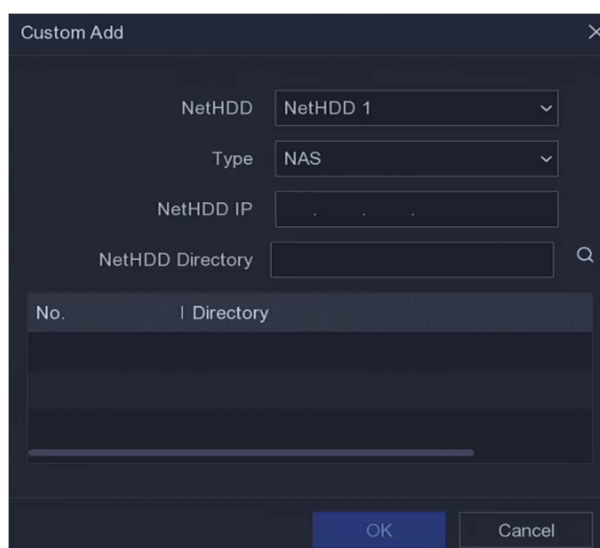 Custom Add
NetHDD NetHDD 1
Type NAS
NetHDD IP . . .
NetHDD Directory
No. Directory
OK Cancel